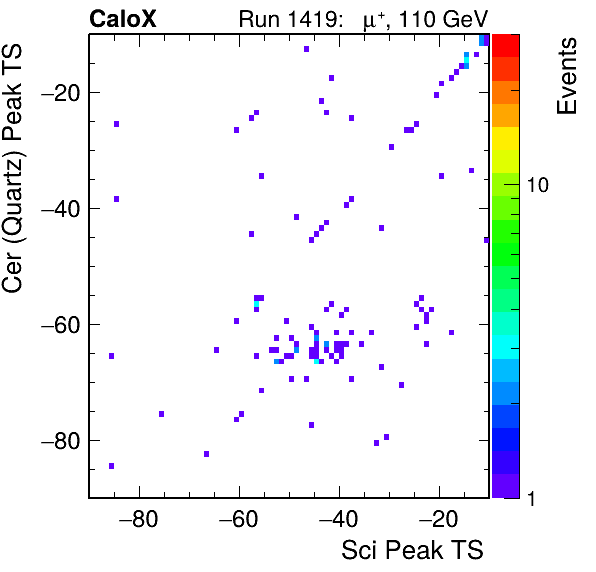 CaloX Run 1419: μ⁺, 110 GeV
Cer (Quartz) Peak TS
−20
−40
−60
−80
−80 −60 −40 −20
Sci Peak TS
Events
10
1